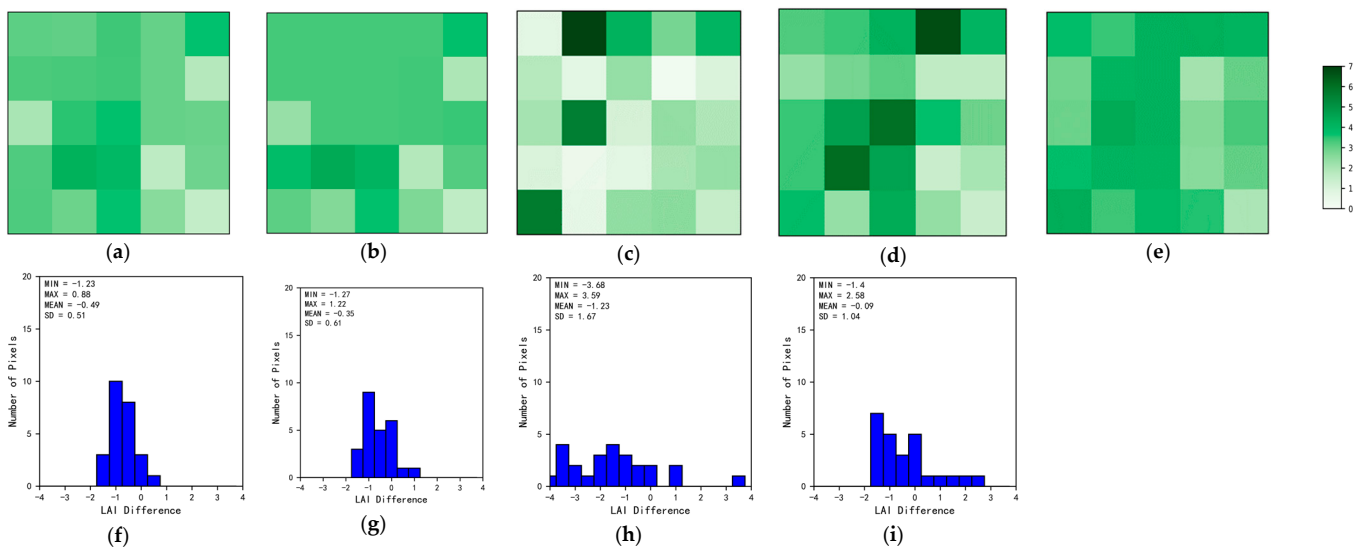 7
6
5
4
3
2
1
0
(a)
(b)
(c)
(d)
(e)
MIN = −1.23
MAX = 0.88
MEAN = −0.49
SD = 0.51
20
15
10
5
0
Number of Pixels
−4 −3 −2 −1 0 1 2 3 4
LAI Difference
(f)
MIN = −1.27
MAX = 1.22
MEAN = −0.35
SD = 0.61
20
15
10
5
0
Number of Pixels
−4 −3 −2 −1 0 1 2 3 4
LAI Difference
(g)
MIN = −3.68
MAX = 3.59
MEAN = −1.23
SD = 1.67
20
15
10
5
0
Number of Pixels
−4 −3 −2 −1 0 1 2 3 4
LAI Difference
(h)
MIN = −1.4
MAX = 2.58
MEAN = −0.09
SD = 1.04
20
15
10
5
0
Number of Pixels
−4 −3 −2 −1 0 1 2 3 4
LAI Difference
(i)